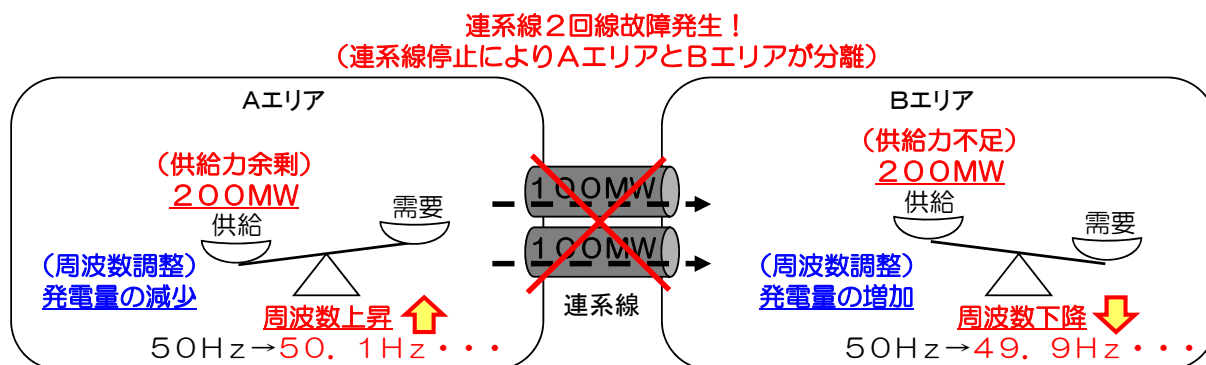 連系線２回線故障発生！
（連系線停止によりＡエリアとＢエリアが分離）
Ａエリア
（供給力余剰）
２００MW
供給
需要
（周波数調整）
発電量の減少
周波数上昇
５０Ｈｚ→５０．１Ｈｚ・・・
１００MW
１００MW
連系線
Ｂエリア
（供給力不足）
２００MW
供給
需要
（周波数調整）
発電量の増加
周波数下降
５０Ｈｚ→４９．９Ｈｚ・・・